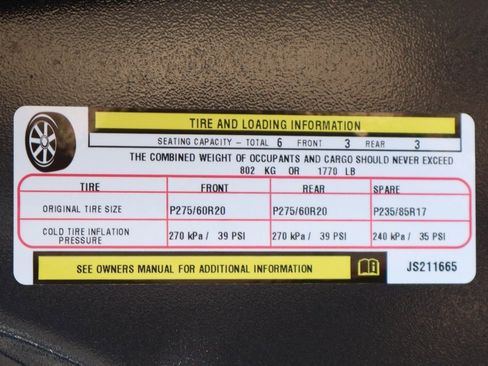 TIRE AND LOADING INFORMATION
SEATING CAPACITY - TOTAL 6 FRONT 3 REAR 3
THE COMBINED WEIGHT OF OCCUPANTS AND CARGO SHOULD NEVER EXCEED
802 KG OR 1770 LB
TIRE FRONT REAR SPARE
ORIGINAL TIRE SIZE P275/60R20 P275/60R20 P235/85R17
COLD TIRE INFLATION PRESSURE 270 kPa / 39 PSI 270 kPa / 39 PSI 240 kPa / 35 PSI
SEE OWNERS MANUAL FOR ADDITIONAL INFORMATION JS211665